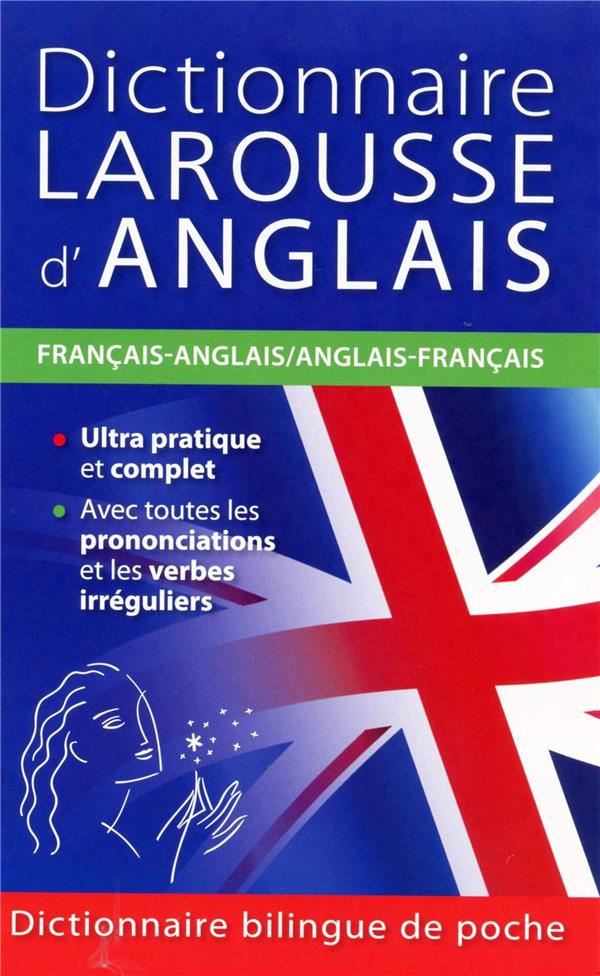 Dictionnaire
LAROUSSE
d'ANGLAIS
FRANÇAIS-ANGLAIS/ANGLAIS-FRANÇAIS
• Ultra pratique
et complet
• Avec toutes les
prononciations
et les verbes
irréguliers
Dictionnaire bilingue de poche